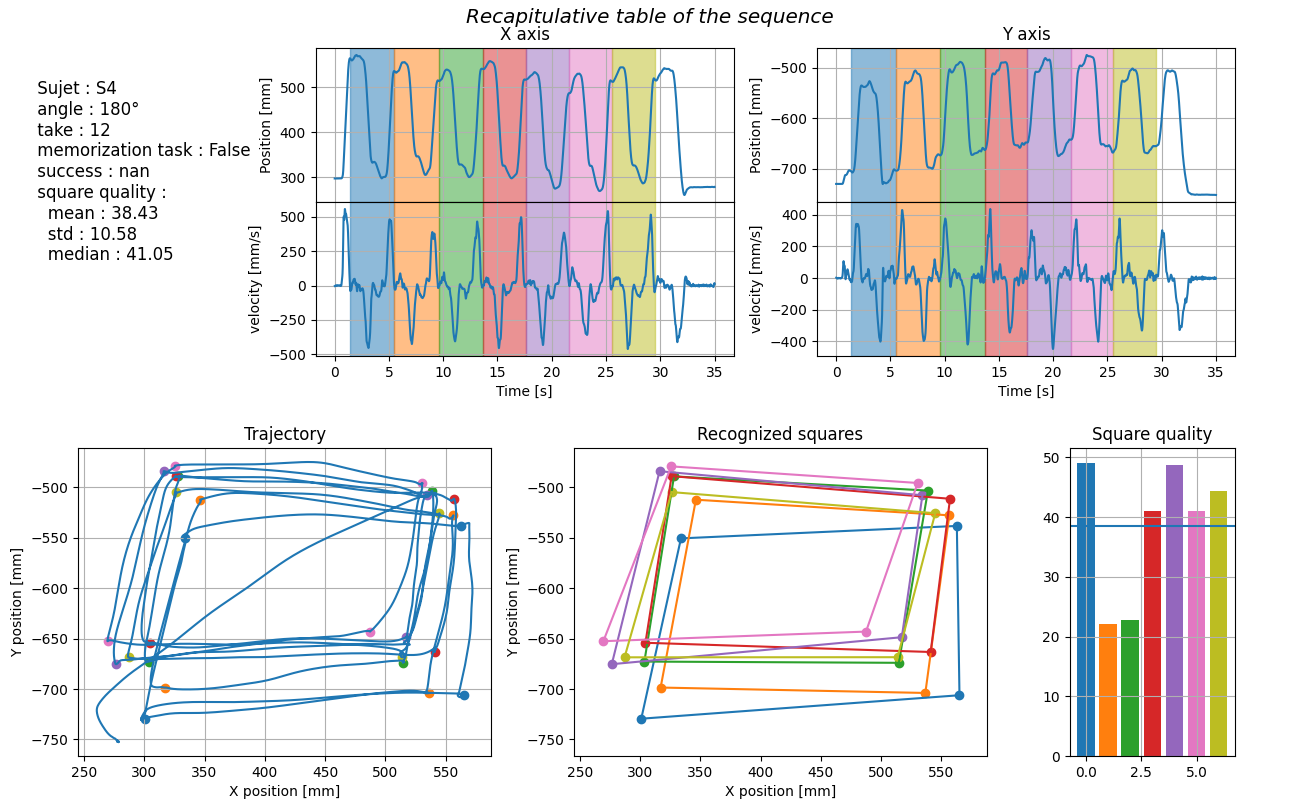 Recapitulative table of the sequence
Sujet : S4
angle : 180°
take : 12
memorization task : False
success : nan
square quality :
mean : 38.43
std : 10.58
median : 41.05
X axis
Position [mm]
500
400
300
velocity [mm/s]
500
250
0
−250
−500
0 5 10 15 20 25 30 35
Time [s]
Y axis
Position [mm]
−500
−600
−700
velocity [mm/s]
400
200
0
−200
−400
0 5 10 15 20 25 30 35
Time [s]
Trajectory
Y position [mm]
−500
−550
−600
−650
−700
−750
250 300 350 400 450 500 550
X position [mm]
Recognized squares
Y position [mm]
−500
−550
−600
−650
−700
−750
250 300 350 400 450 500 550
X position [mm]
Square quality
50
40
30
20
10
0
0.0 2.5 5.0